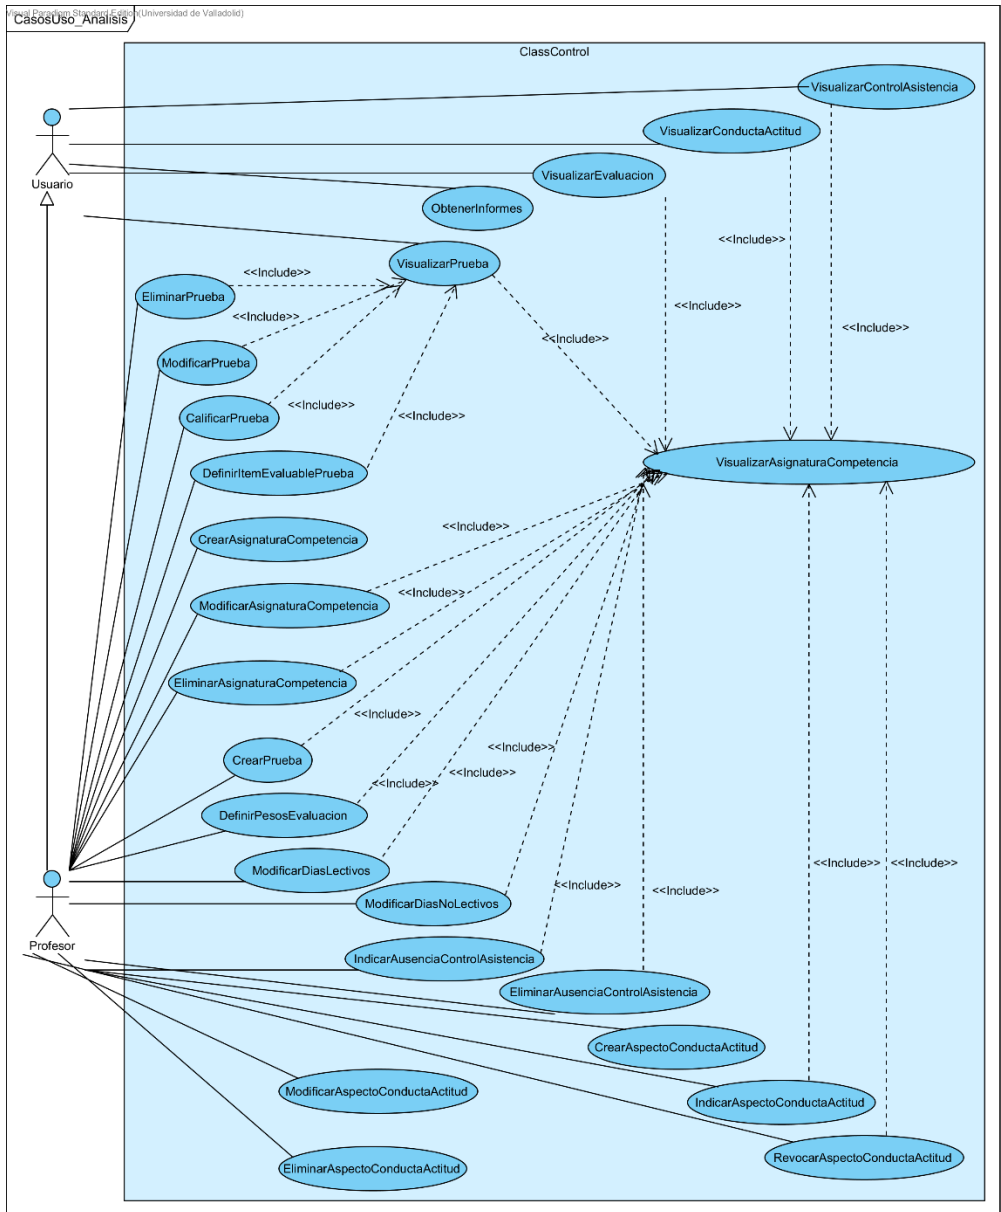 Visual Paradigm Standard Edition(Universidad de Valladolid)
CasosUso_Analisis
ClassControl
VisualizarControlAsistencia
VisualizarConductaActitud
Usuario
VisualizarEvaluacion
ObtenerInformes
<<Include>>
VisualizarPrueba
<<Include>>
EliminarPrueba
<<Include>>
<<Include>>
<<Include>>
<<Include>>
ModificarPrueba
<<Include>>
CalificarPrueba
<<Include>>
VisualizarAsignaturaCompetencia
DefinirItemEvaluablePrueba
<<Include>>
CrearAsignaturaCompetencia
<<Include>>
ModificarAsignaturaCompetencia
EliminarAsignaturaCompetencia
<<Include>>
<<Include>>
CrearPrueba
<<Include>>
<<Include>>
DefinirPesosEvaluacion
<<Include>>
<<Include>>
ModificarDiasLectivos
<<Include>>
<<Include>>
ModificarDiasNoLectivos
Profesor
IndicarAusenciaControlAsistencia
EliminarAusenciaControlAsistencia
CrearAspectoConductaActitud
ModificarAspectoConductaActitud
IndicarAspectoConductaActitud
RevocarAspectoConductaActitud
EliminarAspectoConductaActitud